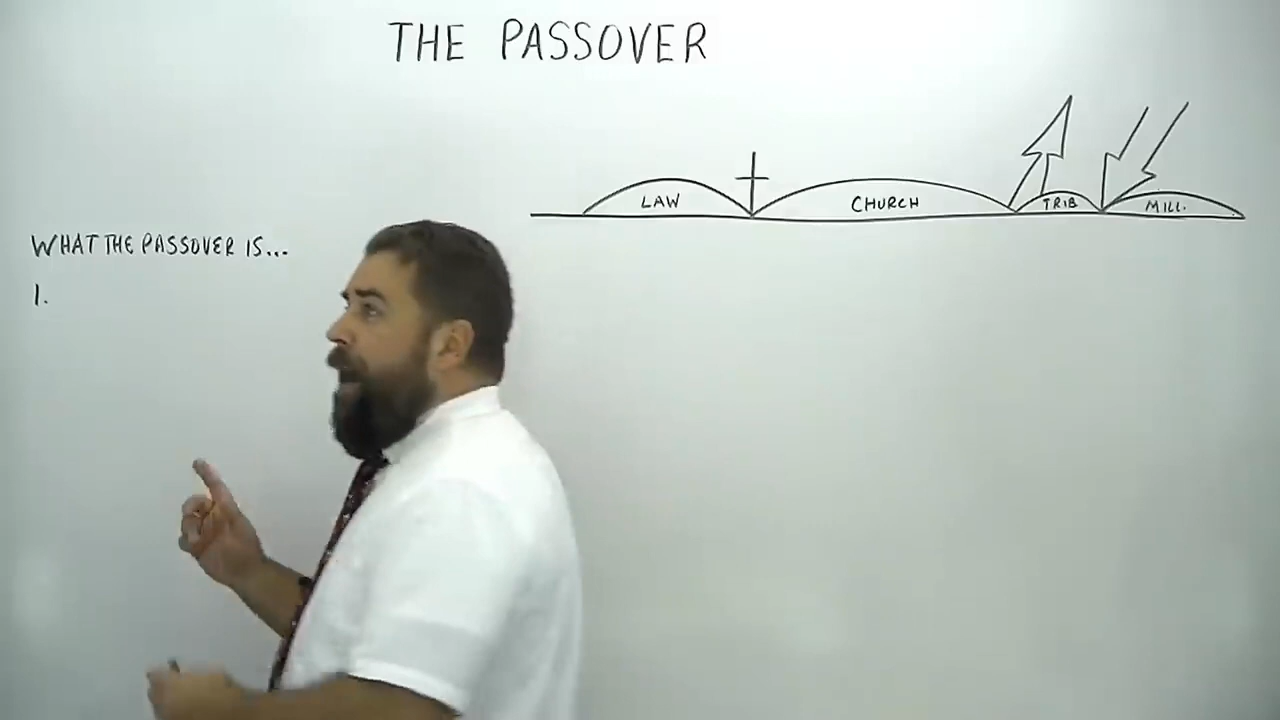 THE PASSOVER
LAW
CHURCH
TRIB
MILL.
WHAT THE PASSOVER IS...
1.